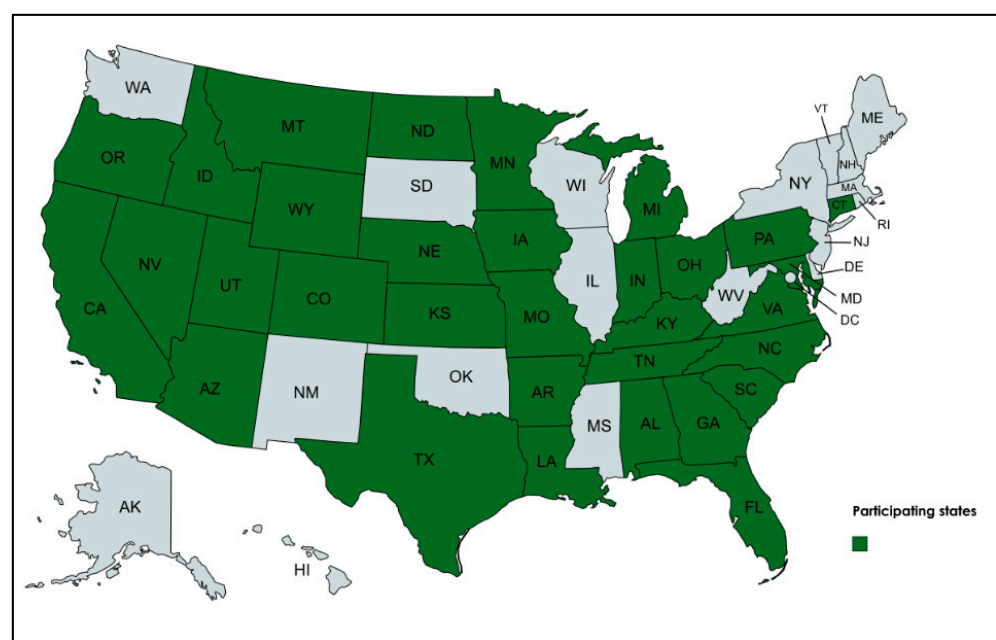 WA
MT
ND
MN
VT
ME
OR
ID
SD
WI
NY
NH
MA
CT
RI
WY
MI
NE
IA
PA
NJ
NV
UT
CO
IL
IN
OH
DE
CA
KS
MO
WV
VA
MD
DC
KY
NC
TN
AZ
NM
OK
AR
SC
MS
AL
GA
TX
LA
FL
AK
HI
Participating states